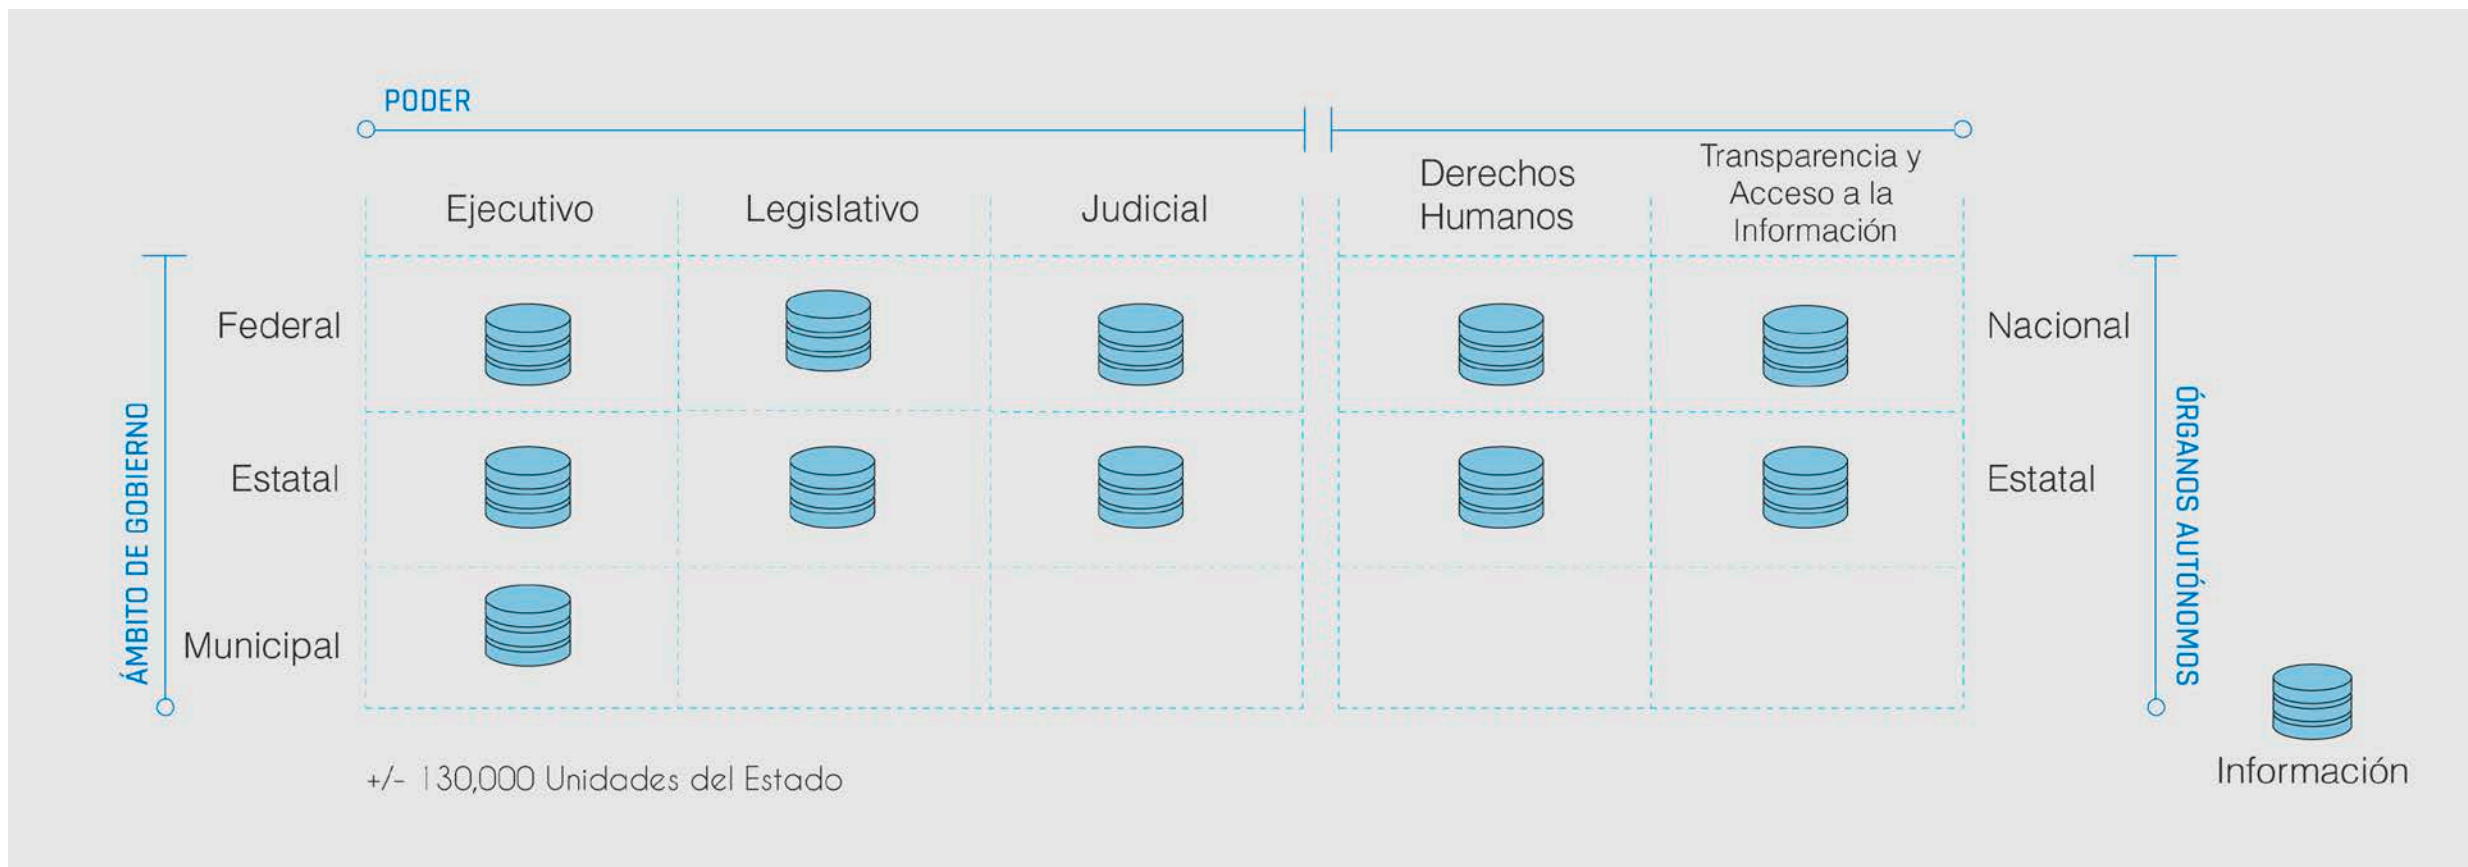 PODER
Ejecutivo
Legislativo
Judicial
Derechos
Humanos
Transparencia y
Acceso a la
Información
ÁMBITO DE GOBIERNO
Federal
Estatal
Municipal
Nacional
Estatal
ÓRGANOS AUTÓNOMOS
+/- 130,000 Unidades del Estado
Información